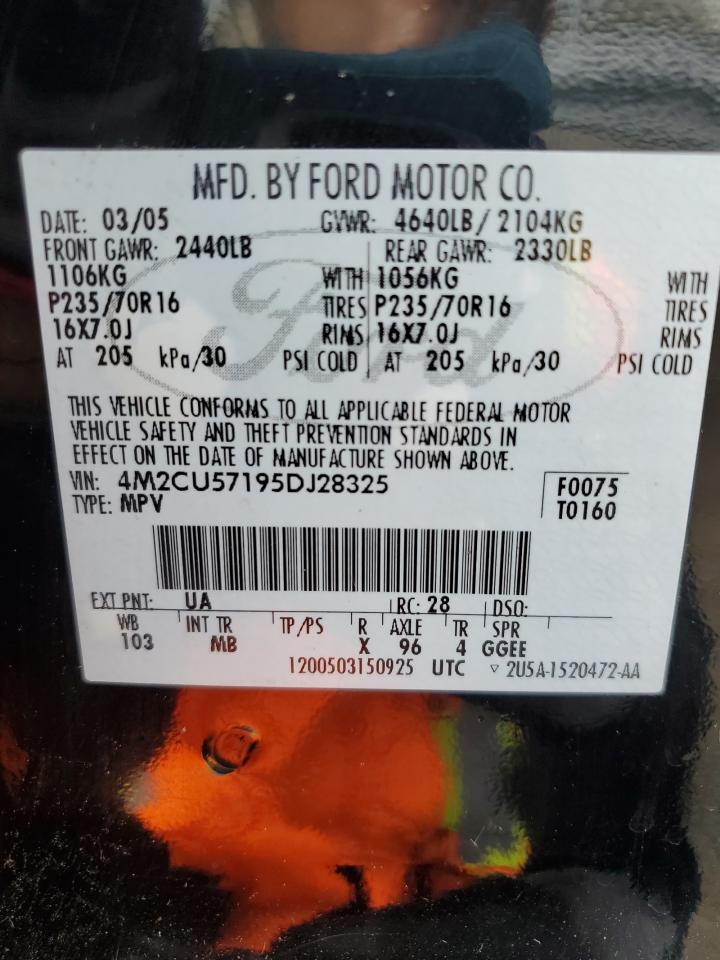 MFD. BY FORD MOTOR CO.
DATE: 03/05 GVWR: 4640LB / 2104KG
FRONT GAWR: 2440LB REAR GAWR: 2330LB
1106KG WITH 1056KG WITH
P235/70R16 TIRES P235/70R16 TIRES
16X7.0J RIMS 16X7.0J RIMS
AT 205 kPa/30 PSI COLD AT 205 kPa/30 PSI COLD
Ford
THIS VEHICLE CONFORMS TO ALL APPLICABLE FEDERAL MOTOR
VEHICLE SAFETY AND THEFT PREVENTION STANDARDS IN
EFFECT ON THE DATE OF MANUFACTURE SHOWN ABOVE.
VIN: 4M2CU57195DJ28325 F0075
TYPE: MPV T0160
EXT PNT: UA RC: 28 DSO:
WB INT TR TP/PS R AXLE TR SPR
103 MB X 96 4 GGEE
1200503150925 UTC ▽ 2U5A-1520472-AA